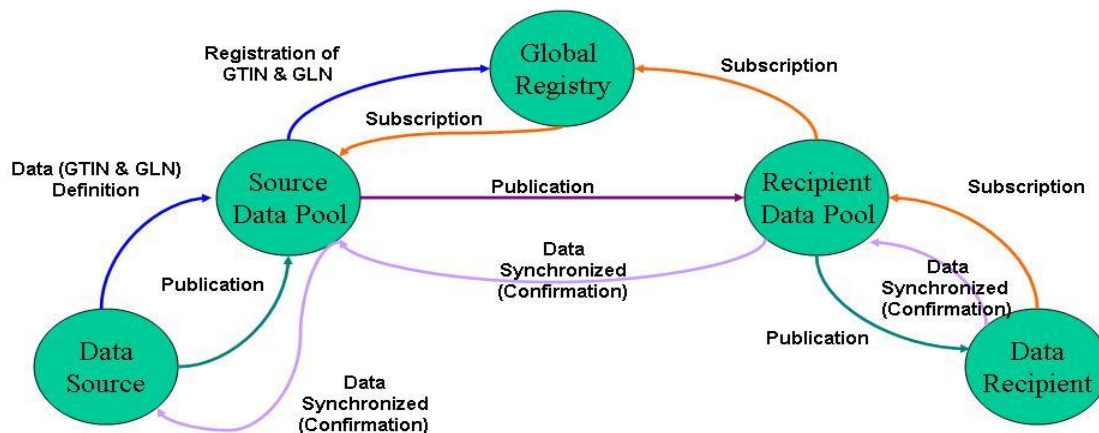 Registration of
GTIN & GLN
Global
Registry
Subscription
Subscription
Data (GTIN & GLN)
Definition
Source
Data Pool
Publication
Recipient
Data Pool
Subscription
Publication
Data
Synchronized
(Confirmation)
Data
Synchronized
(Confirmation)
Publication
Data
Source
Data
Synchronized
(Confirmation)
Data
Recipient